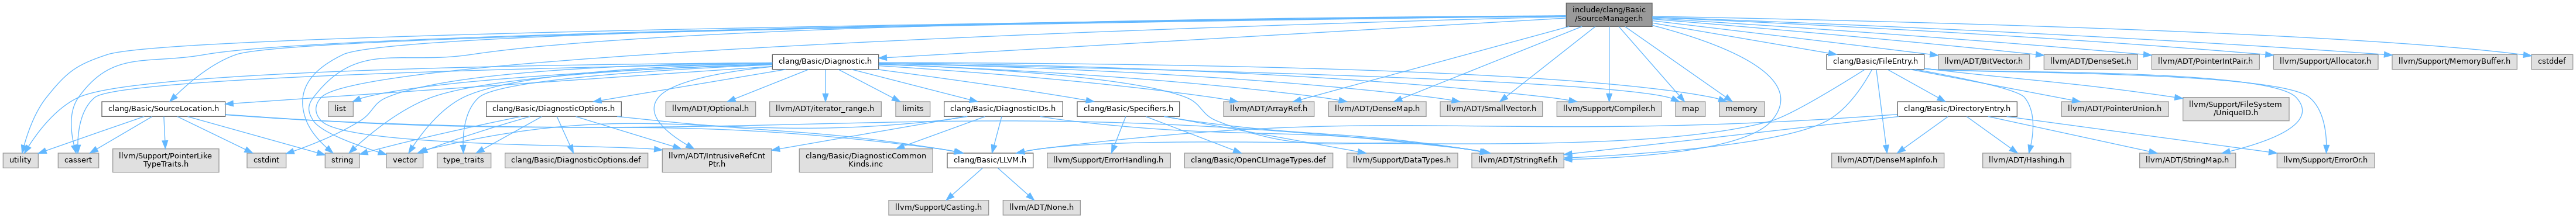 include/clang/Basic
/SourceManager.h
clang/Basic/Diagnostic.h
clang/Basic/FileEntry.h
llvm/ADT/BitVector.h
llvm/ADT/DenseSet.h
llvm/ADT/PointerIntPair.h
llvm/Support/Allocator.h
llvm/Support/MemoryBuffer.h
cstddef
clang/Basic/SourceLocation.h
list
clang/Basic/DiagnosticOptions.h
llvm/ADT/Optional.h
llvm/ADT/iterator_range.h
limits
clang/Basic/DiagnosticIDs.h
clang/Basic/Specifiers.h
llvm/ADT/ArrayRef.h
llvm/ADT/DenseMap.h
llvm/ADT/SmallVector.h
llvm/Support/Compiler.h
map
memory
clang/Basic/DirectoryEntry.h
llvm/ADT/PointerUnion.h
llvm/Support/FileSystem
/UniqueID.h
utility
cassert
llvm/Support/PointerLike
TypeTraits.h
cstdint
string
vector
type_traits
clang/Basic/DiagnosticOptions.def
llvm/ADT/IntrusiveRefCnt
Ptr.h
clang/Basic/DiagnosticCommon
Kinds.inc
clang/Basic/LLVM.h
llvm/Support/ErrorHandling.h
clang/Basic/OpenCLImageTypes.def
llvm/Support/DataTypes.h
llvm/ADT/StringRef.h
llvm/ADT/DenseMapInfo.h
llvm/ADT/Hashing.h
llvm/ADT/StringMap.h
llvm/Support/ErrorOr.h
llvm/Support/Casting.h
llvm/ADT/None.h